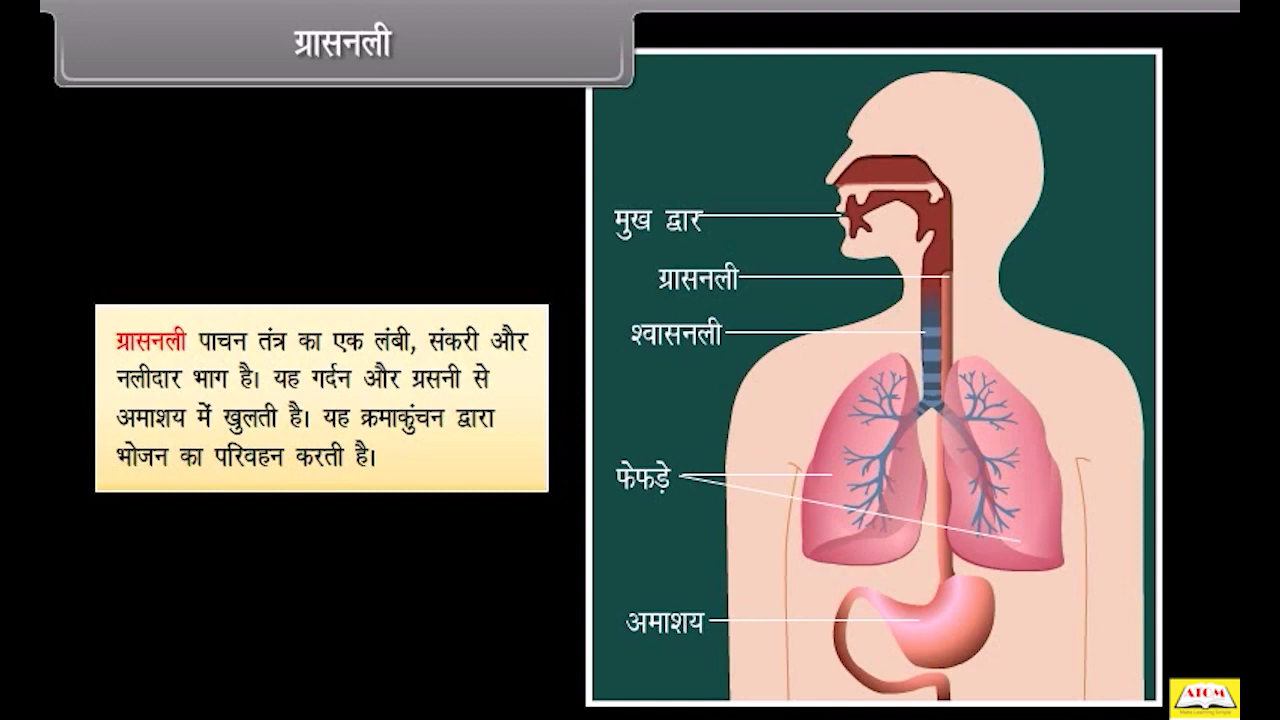 ग्रासनली
मुख द्वार
ग्रासनली
श्वासनली
फेफड़े
अमाशय
ग्रासनली पाचन तंत्र का एक लंबी, संकरी और
नलीदार भाग है। यह गर्दन और ग्रसनी से
अमाशय में खुलती है। यह क्रमाकुंचन द्वारा
भोजन का परिवहन करती है।
ATOM